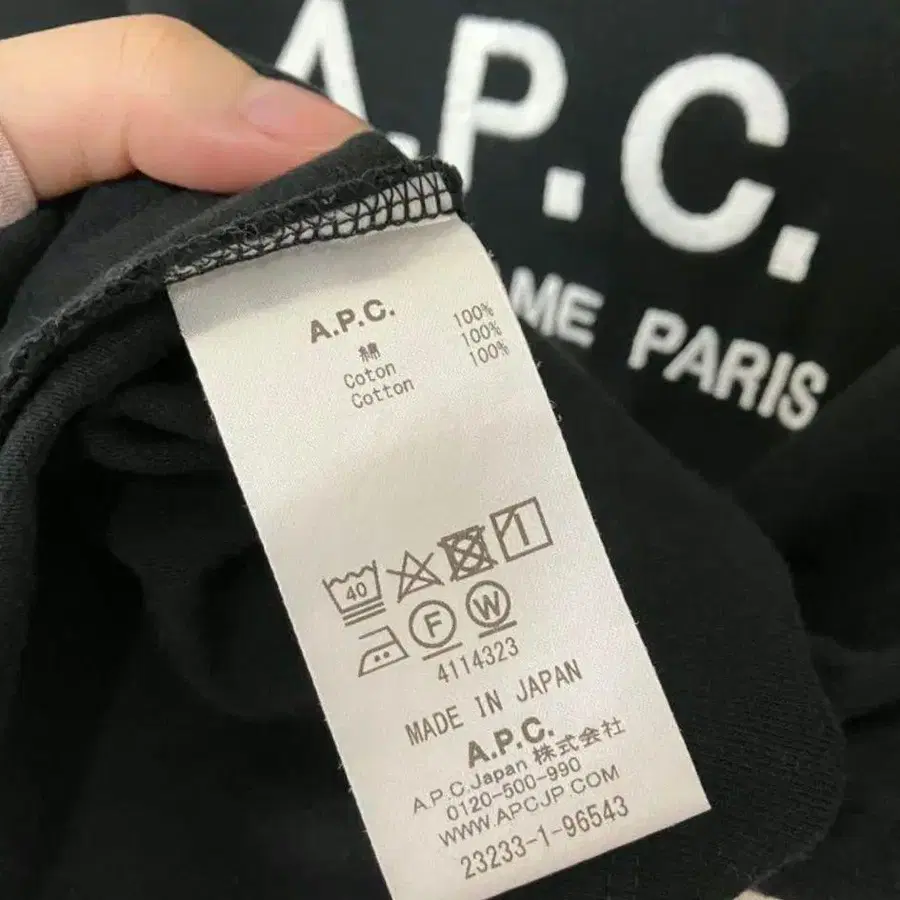 A.P.C.
ME PARIS
A.P.C.
綿 100%
Coton 100%
Cotton 100%
40
F W
4114323
MADE IN JAPAN
A.P.C.
A.P.C.Japan 株式会社
0120-500-990
WWW.APCJP.COM
23233-1-96543